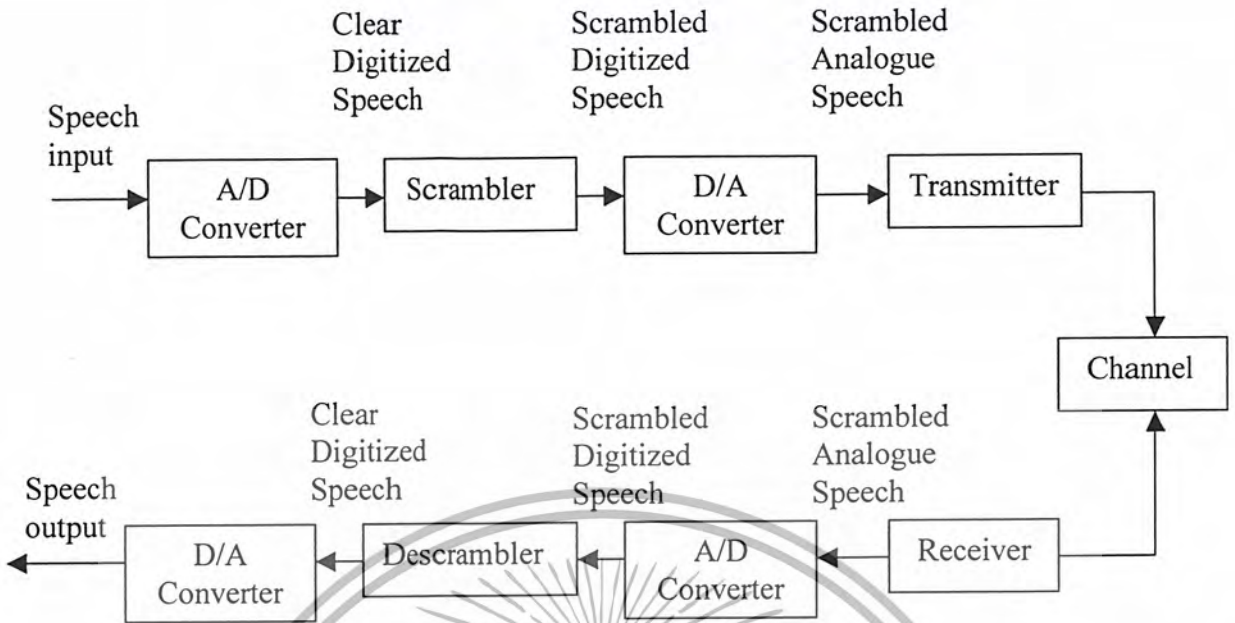 Clear
Digitized
Speech
Scrambled
Digitized
Speech
Scrambled
Analogue
Speech
Speech
input
A/D
Converter
Scrambler
D/A
Converter
Transmitter
Channel
Clear
Digitized
Speech
Scrambled
Digitized
Speech
Scrambled
Analogue
Speech
Speech
output
D/A
Converter
Descrambler
A/D
Converter
Receiver